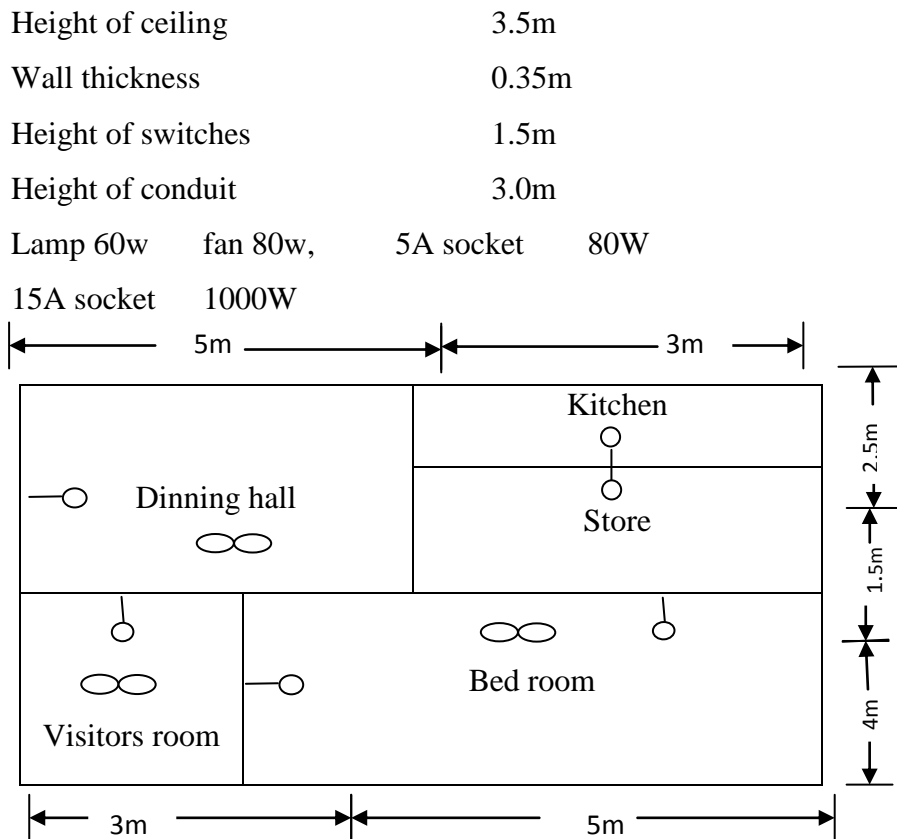 Height of ceiling 3.5m
Wall thickness 0.35m
Height of switches 1.5m
Height of conduit 3.0m
Lamp 60w fan 80w, 5A socket 80W
15A socket 1000W
5m 3m
Kitchen
2.5m
Dinning hall
Store
1.5m
Bed room
Visitors room
4m
3m 5m